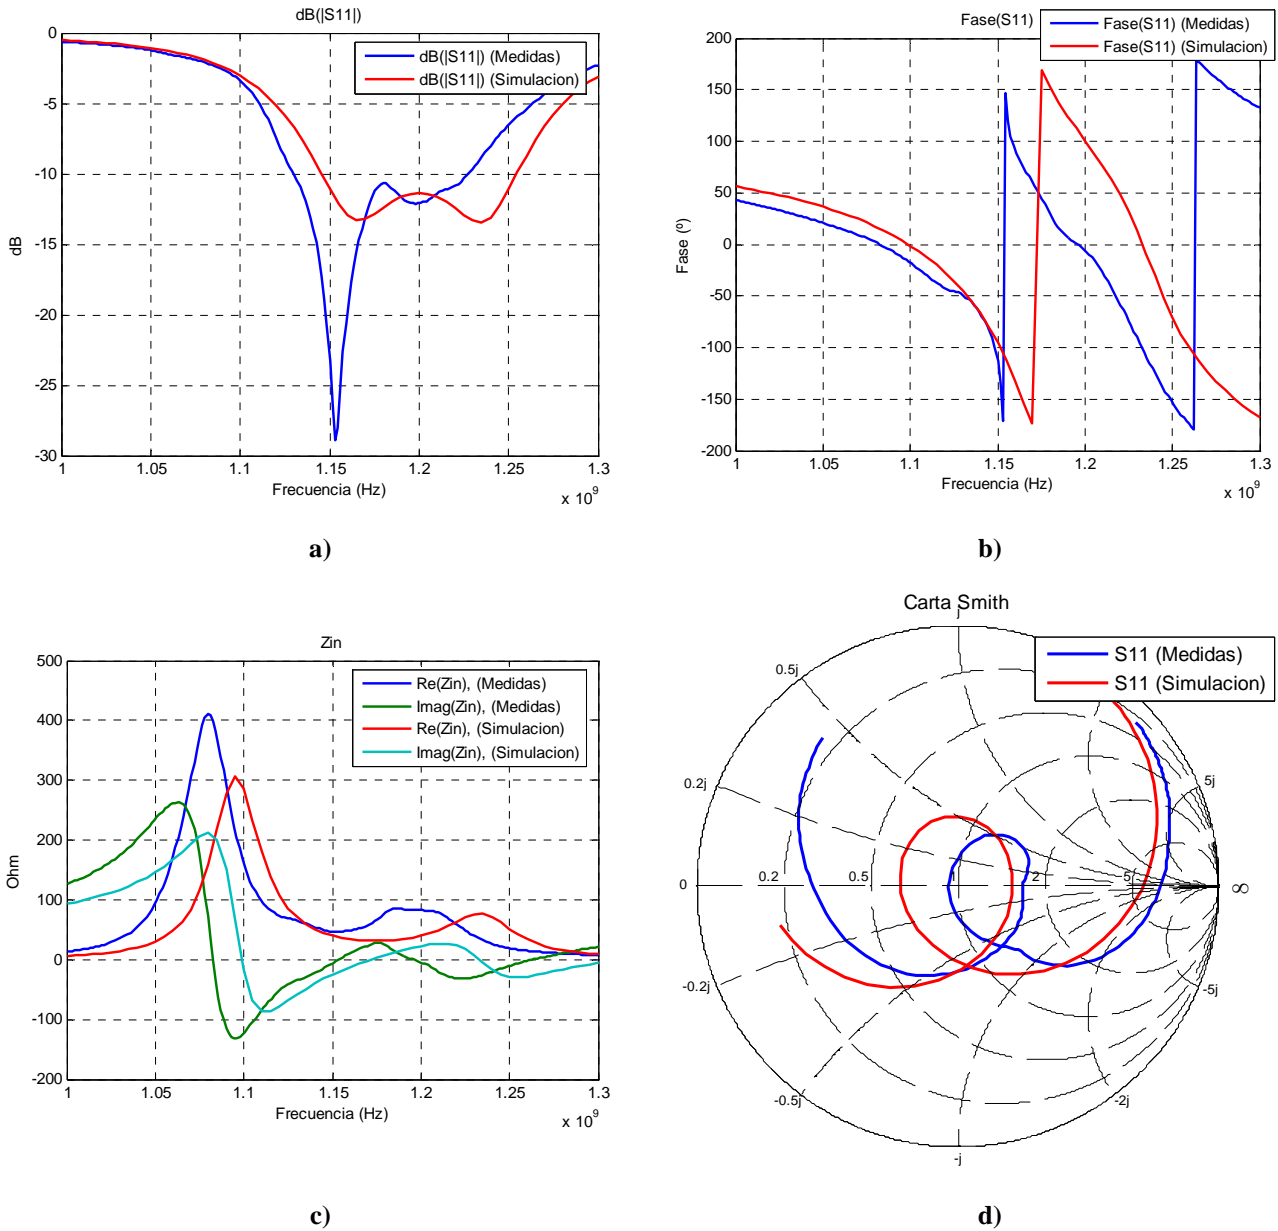 dB(|S11|)
dB(|S11|) (Medidas)
dB(|S11|) (Simulacion)
0
-5
-10
-15
-20
-25
-30
dB
1
1.05
1.1
1.15
1.2
1.25
1.3
Frecuencia (Hz)
x 10^9
a)
Fase(S11)
Fase(S11) (Medidas)
Fase(S11) (Simulacion)
200
150
100
50
0
-50
-100
-150
-200
Fase (º)
1
1.05
1.1
1.15
1.2
1.25
1.3
Frecuencia (Hz)
x 10^9
b)
Zin
Re(Zin), (Medidas)
Imag(Zin), (Medidas)
Re(Zin), (Simulacion)
Imag(Zin), (Simulacion)
500
400
300
200
100
0
-100
-200
Ohm
1
1.05
1.1
1.15
1.2
1.25
1.3
Frecuencia (Hz)
x 10^9
c)
Carta Smith
S11 (Medidas)
S11 (Simulacion)
j
0.5j
0.2j
5j
0
0.2
0.5
1
2
5
∞
-0.2j
-5j
-0.5j
-2j
-j
d)